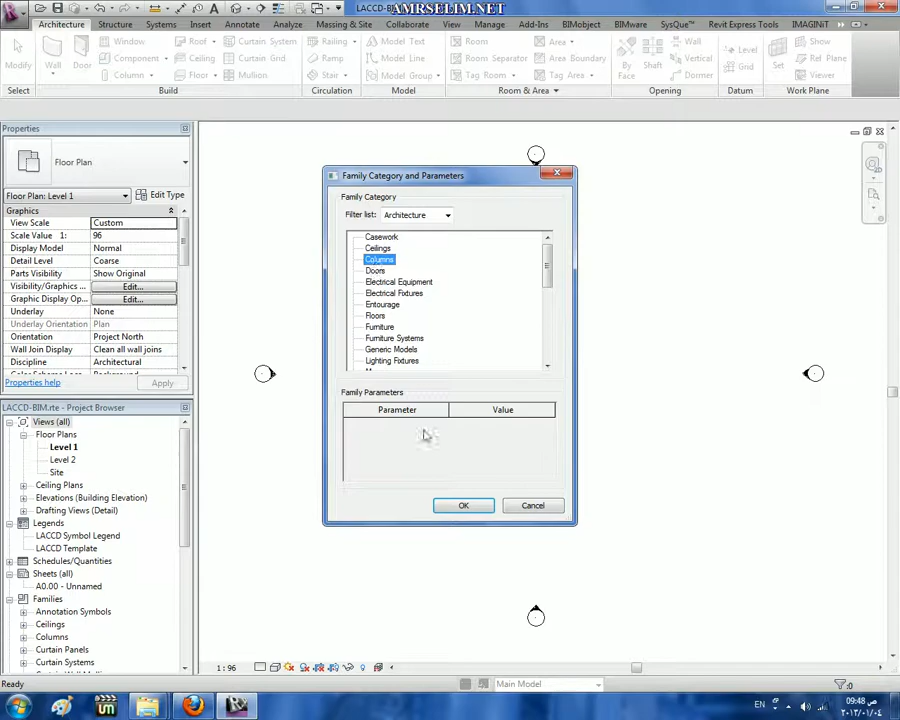 AMRSELIM.NET
LACCD-BI
Architecture Structure Systems Insert Annotate Analyze Massing & Site Collaborate View Manage Add-Ins BIMobject BIMware SysQue™ Revit Express Tools IMAGINiT
Modify Wall Door Window Component Column Roof Ceiling Floor Curtain System Curtain Grid Mullion Railing Ramp Stair Model Text Model Line Model Group Room Room Separator Tag Room Area Area Boundary Tag Area By Face Shaft Wall Vertical Dormer Level Grid Set Show Ref Plane Viewer
Select Build Circulation Model Room & Area Opening Datum Work Plane
Properties
Floor Plan
Floor Plan: Level 1 Edit Type
Graphics
View Scale Custom
Scale Value 1: 96
Display Model Normal
Detail Level Coarse
Parts Visibility Show Original
Visibility/Graphics ... Edit...
Graphic Display Op... Edit...
Underlay None
Underlay Orientation Plan
Orientation Project North
Wall Join Display Clean all wall joins
Discipline Architectural
Properties help Apply
LACCD-BIM.rte - Project Browser
Views (all)
Floor Plans
Level 1
Level 2
Site
Ceiling Plans
Elevations (Building Elevation)
Drafting Views (Detail)
Legends
LACCD Symbol Legend
LACCD Template
Schedules/Quantities
Sheets (all)
A0.00 - Unnamed
Families
Annotation Symbols
Ceilings
Columns
Curtain Panels
Curtain Systems
Family Category and Parameters
Family Category
Filter list: Architecture
Casework
Ceilings
Columns
Doors
Electrical Equipment
Electrical Fixtures
Entourage
Floors
Furniture
Furniture Systems
Generic Models
Lighting Fixtures
Family Parameters
Parameter Value
OK Cancel
1 : 96
Ready
Main Model
:0
EN
09:48 ص
٢٠١٣/٠١/٠٤